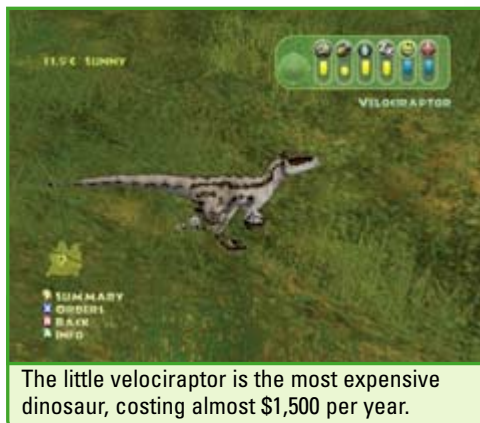 11.9 C SUNNY
VELOCIRAPTOR
SUMMARY
ORDERS
BACK
INFO
The little velociraptor is the most expensive
dinosaur, costing almost $1,500 per year.